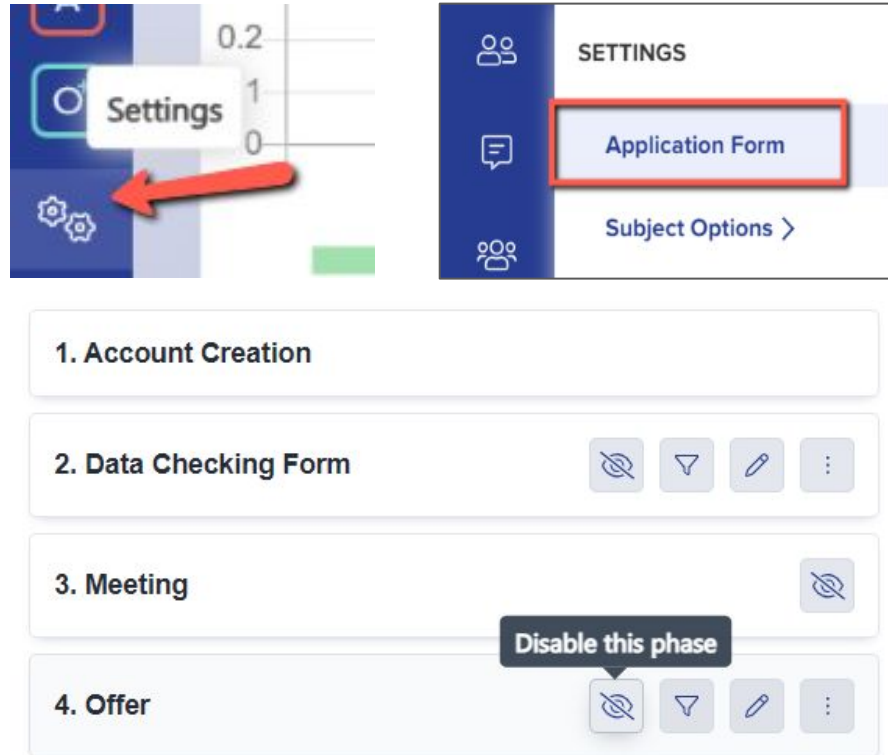 0.2
Settings
1
0
SETTINGS
Application Form
Subject Options >
1. Account Creation
2. Data Checking Form
3. Meeting
Disable this phase
4. Offer